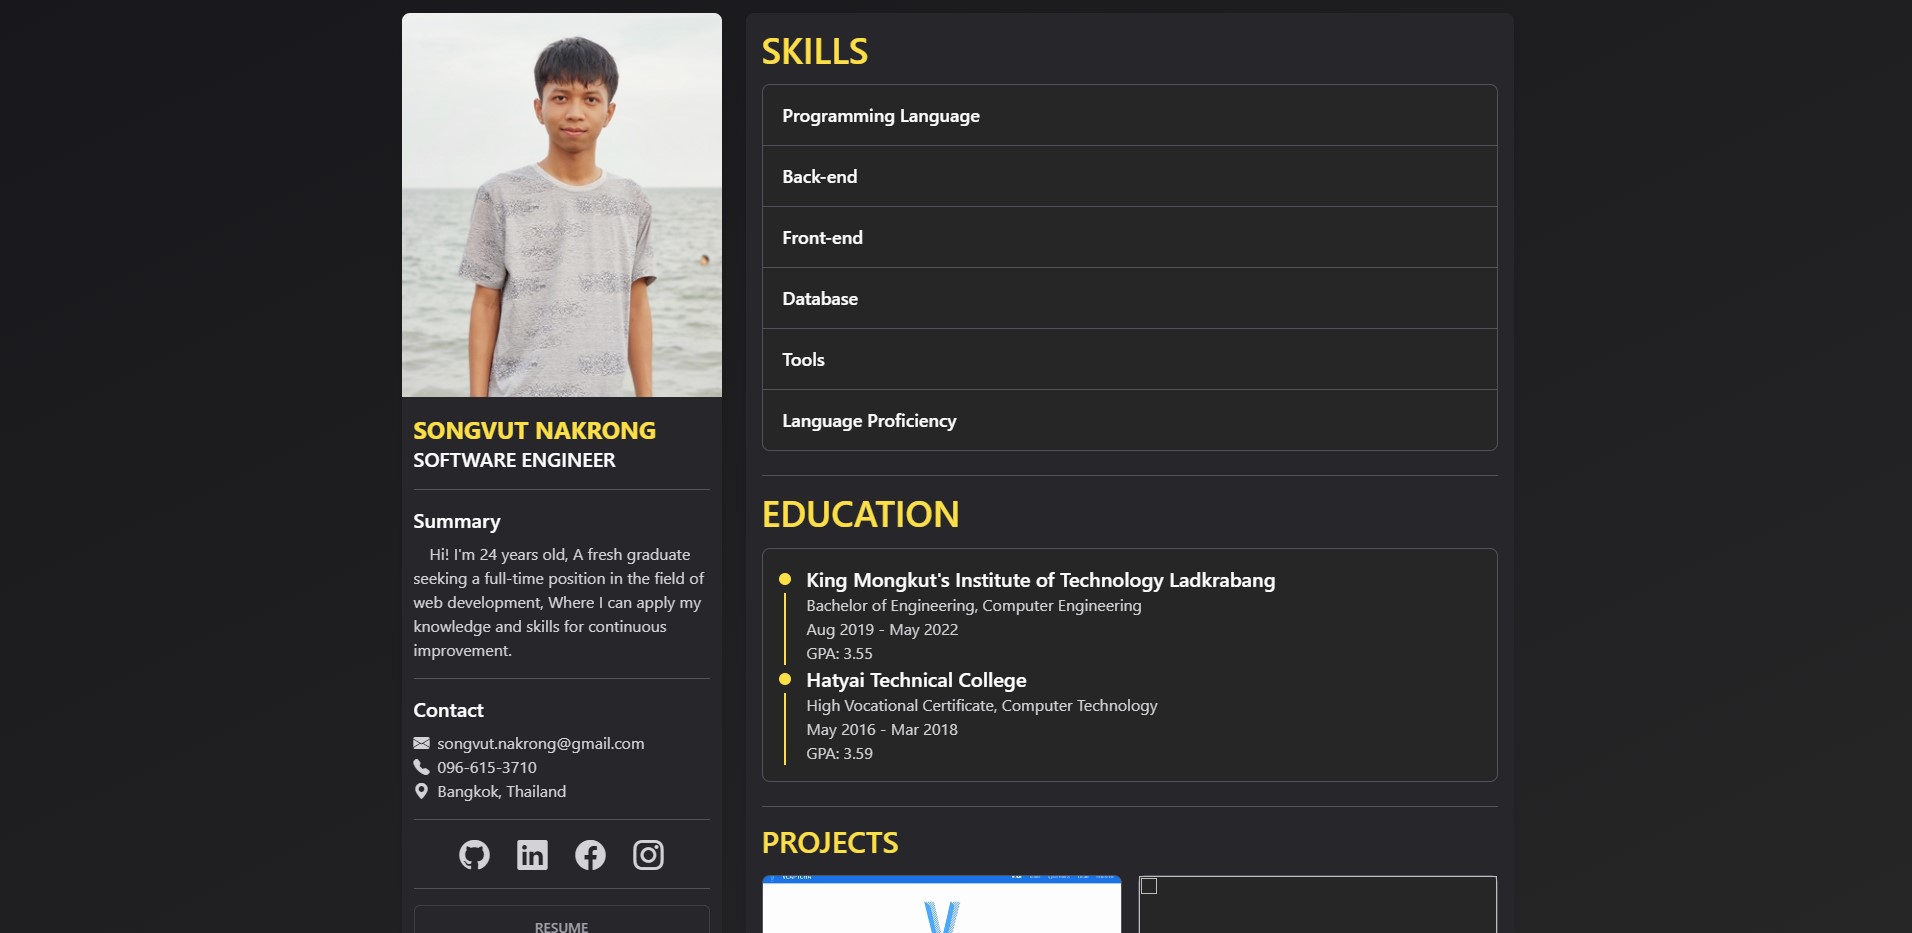 SONGVUT NAKRONG
SOFTWARE ENGINEER
Summary
Hi! I'm 24 years old, A fresh graduate
seeking a full-time position in the field of
web development, Where I can apply my
knowledge and skills for continuous
improvement.
Contact
songvut.nakrong@gmail.com
096-615-3710
Bangkok, Thailand
in
RESUME
SKILLS
Programming Language
Back-end
Front-end
Database
Tools
Language Proficiency
EDUCATION
King Mongkut's Institute of Technology Ladkrabang
Bachelor of Engineering, Computer Engineering
Aug 2019 - May 2022
GPA: 3.55
Hatyai Technical College
High Vocational Certificate, Computer Technology
May 2016 - Mar 2018
GPA: 3.59
PROJECTS